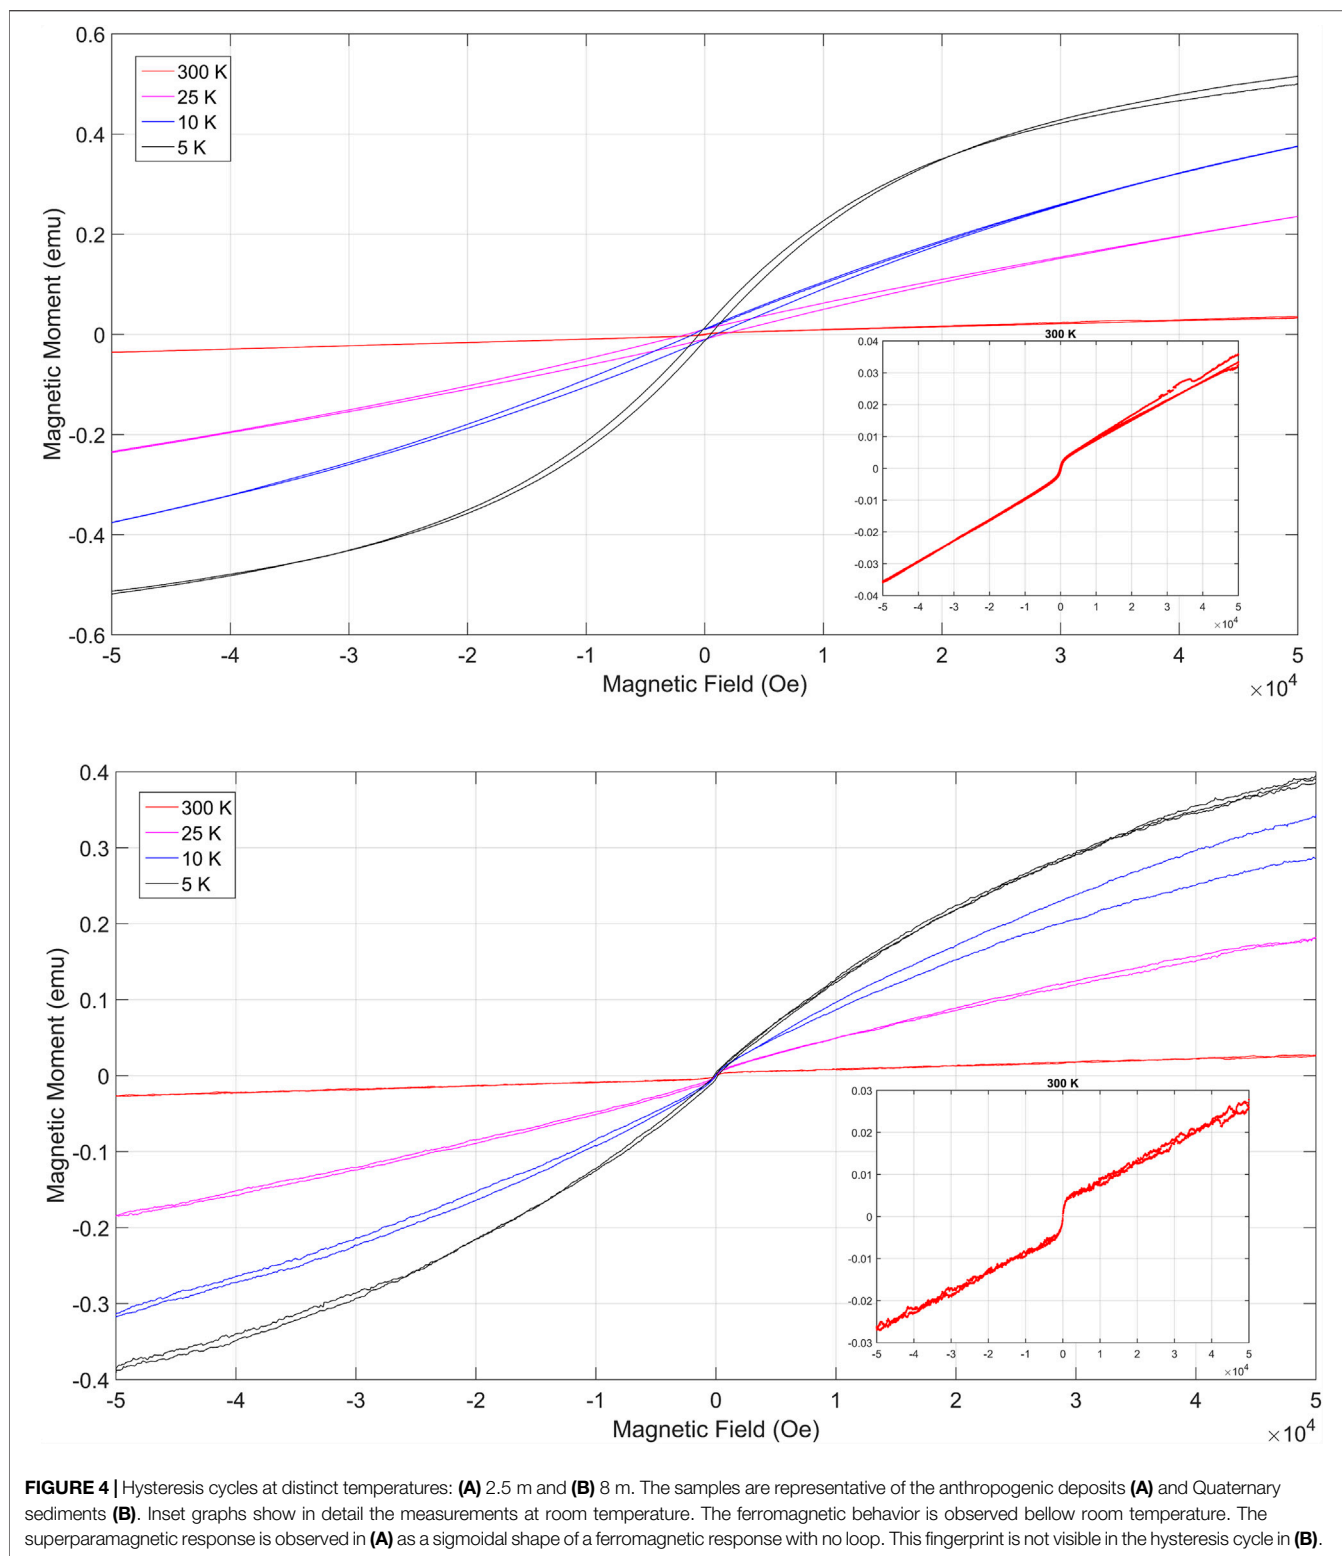 0.6
300 K
25 K
10 K
5 K
0.4
0.2
0
-0.2
-0.4
-0.6
Magnetic Moment (emu)
-5 -4 -3 -2 -1 0 1 2 3 4 5
Magnetic Field (Oe)
×10⁴
300 K
0.04
0.03
0.02
0.01
0
-0.01
-0.02
-0.03
-0.04
-5 -4 -3 -2 -1 0 1 2 3 4 5
×10⁴
0.4
300 K
25 K
10 K
5 K
0.3
0.2
0.1
0
-0.1
-0.2
-0.3
-0.4
Magnetic Moment (emu)
-5 -4 -3 -2 -1 0 1 2 3 4 5
Magnetic Field (Oe)
×10⁴
300 K
0.03
0.02
0.01
0
-0.01
-0.02
-0.03
-5 -4 -3 -2 -1 0 1 2 3 4 5
×10⁴
FIGURE 4 | Hysteresis cycles at distinct temperatures: (A) 2.5 m and (B) 8 m. The samples are representative of the anthropogenic deposits (A) and Quaternary
sediments (B). Inset graphs show in detail the measurements at room temperature. The ferromagnetic behavior is observed bellow room temperature. The
superparamagnetic response is observed in (A) as a sigmoidal shape of a ferromagnetic response with no loop. This fingerprint is not visible in the hysteresis cycle in (B).